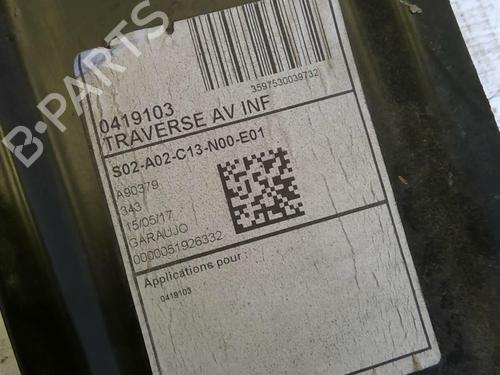 B-PARTS
3597530039732
0419103
TRAVERSE AV INF
S02-A02-C13-N00-E01
A90379
343
15/05/17
GARAUJO
0000051926332
Applications pour :
0419103